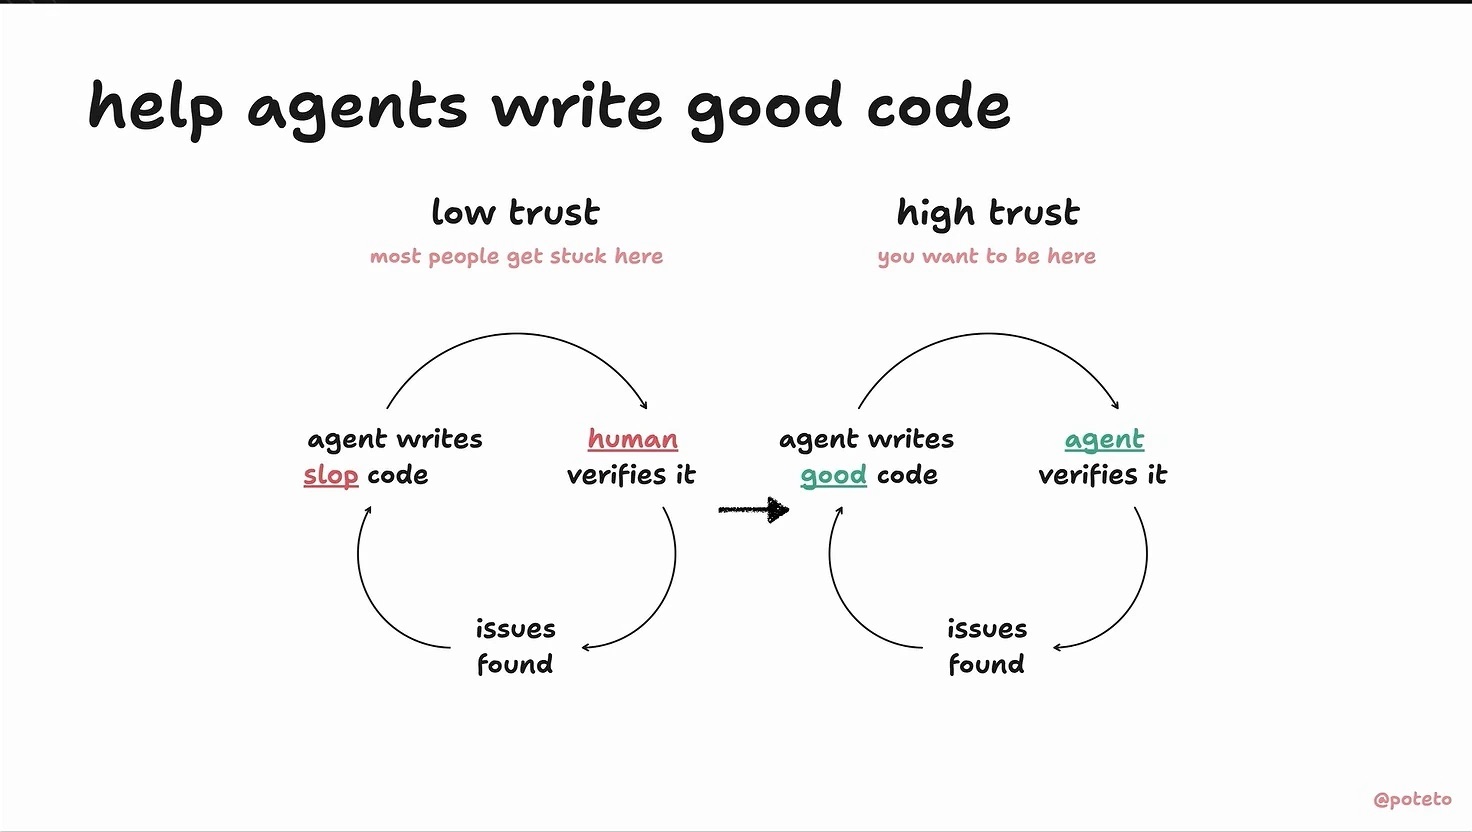 help agents write good code
low trust
most people get stuck here
high trust
you want to be here
agent writes
slop code
human
verifies it
issues
found
agent writes
good code
agent
verifies it
issues
found
@poteto